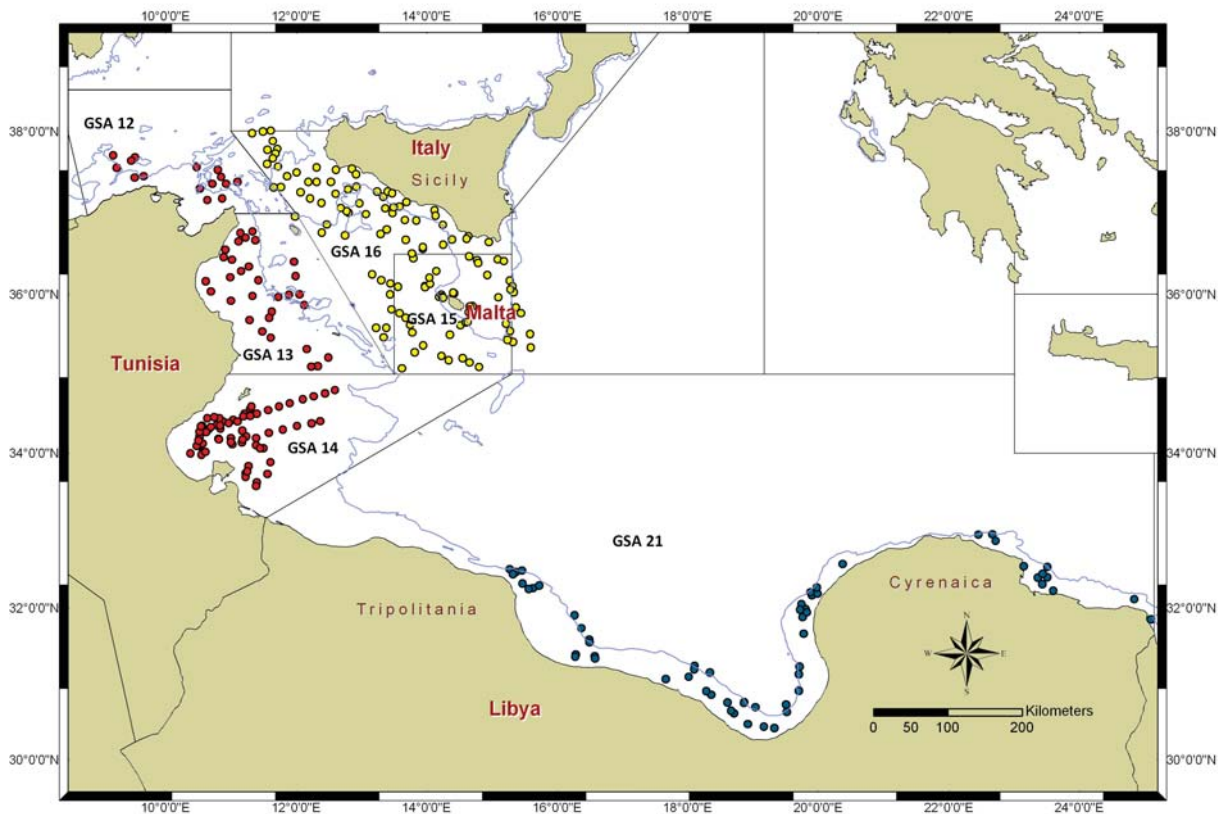 10°0'0"E 12°0'0"E 14°0'0"E 16°0'0"E 18°0'0"E 20°0'0"E 22°0'0"E 24°0'0"E
38°0'0"N
GSA 12
38°0'0"N
Italy
Sicily
GSA 16
36°0'0"N
GSA 15
Malta
36°0'0"N
GSA 13
Tunisia
34°0'0"N
GSA 14
34°0'0"N
GSA 21
Cyrenaica
32°0'0"N
Tripolitania
32°0'0"N
N
W E
S
Libya
Kilometers
0 50 100 200
30°0'0"N
30°0'0"N
10°0'0"E 12°0'0"E 14°0'0"E 16°0'0"E 18°0'0"E 20°0'0"E 22°0'0"E 24°0'0"E